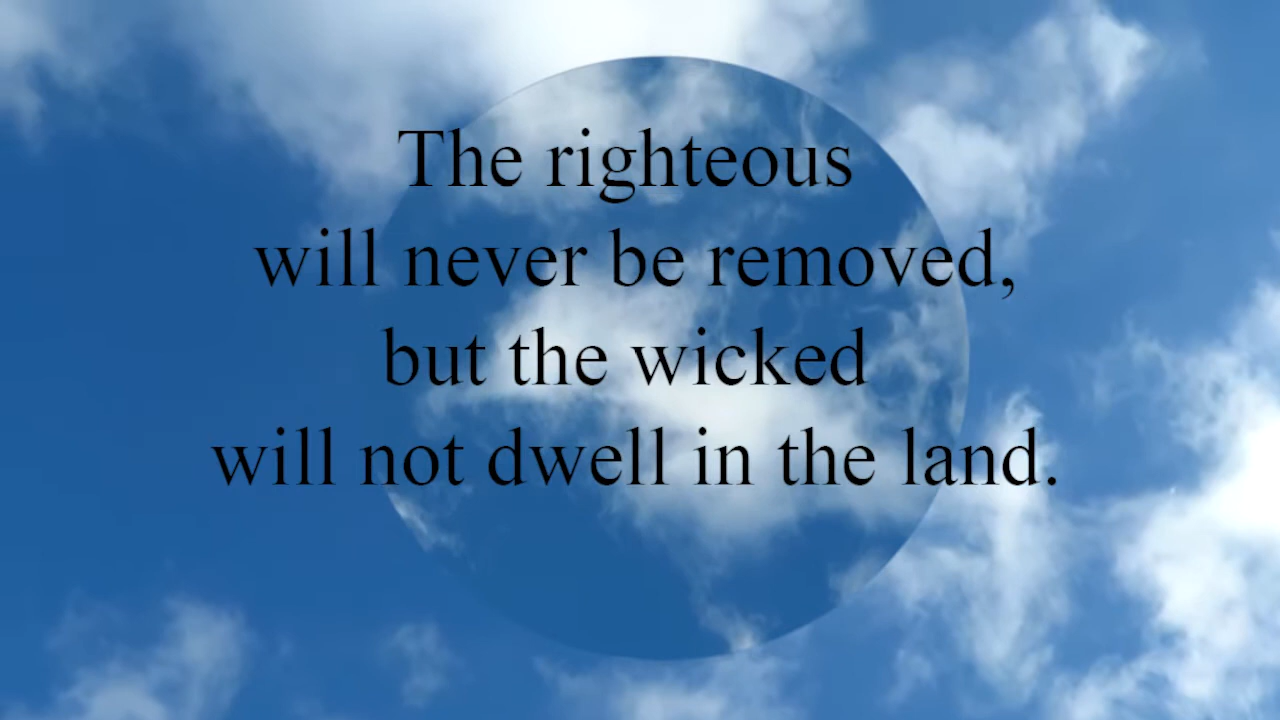 The righteous
will never be removed,
but the wicked
will not dwell in the land.